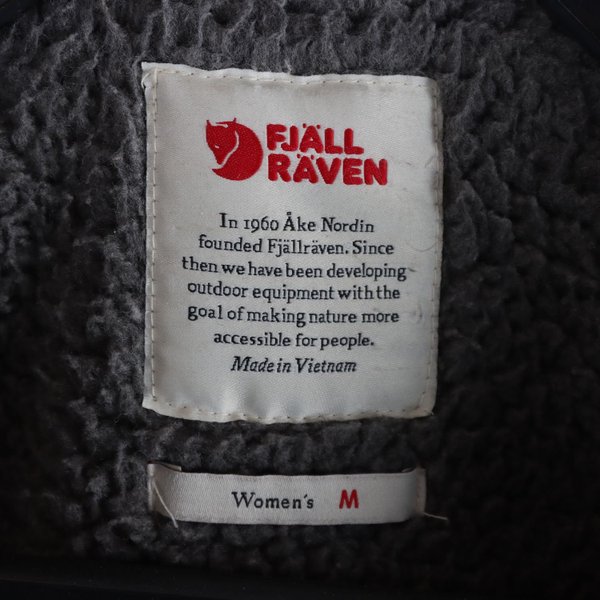 FJÄLL
RÄVEN
In 1960 Åke Nordin
founded Fjällräven. Since
then we have been developing
outdoor equipment with the
goal of making nature more
accessible for people.
Made in Vietnam
Women's M